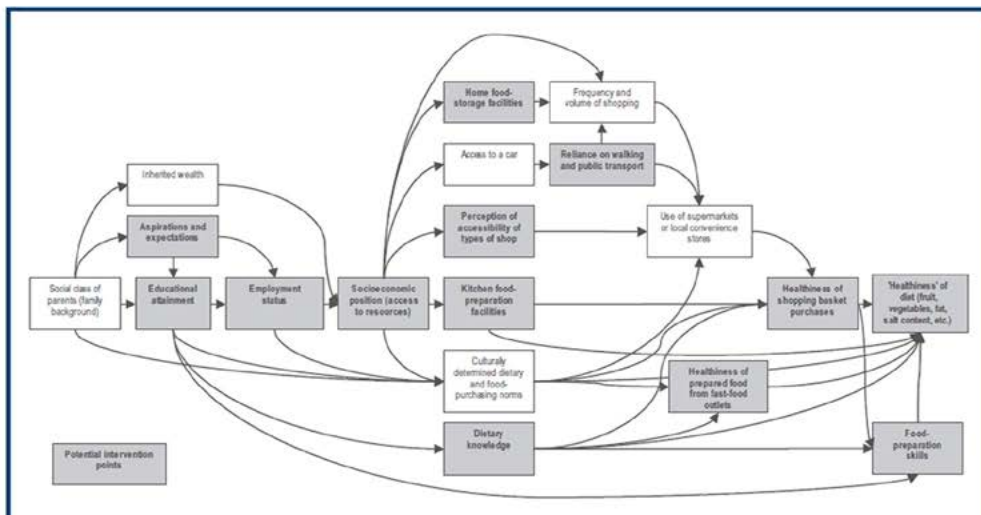 Home food-
storage facilities
Frequency and
volume of shopping
Access to a car
Reliance on walking
and public transport
Inherited wealth
Aspirations and
expectations
Perception of
accessibility of
types of shop
Use of supermarkets
or local convenience
stores
Social class of
parents (family
background)
Educational
attainment
Employment
status
Socioeconomic
position (access
to resources)
Kitchen food-
preparation
facilities
Healthiness of
shopping basket
purchases
'Healthiness' of
diet (fruit,
vegetables, fat,
salt content, etc.)
Culturally
determined dietary
and food-
purchasing norms
Healthiness of
prepared food
from fast-food
outlets
Dietary
knowledge
Food-
preparation
skills
Potential intervention
points